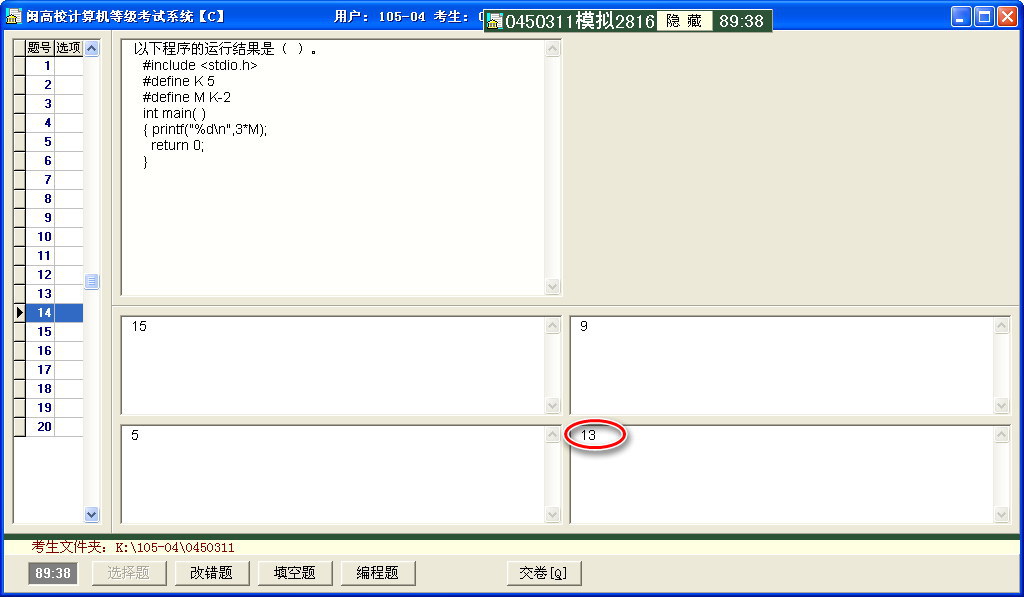 闽高校计算机等级考试系统【C】 用户: 105-04 考生:
0450311模拟2816 隐 藏 89:38
题号 选项
1
2
3
4
5
6
7
8
9
10
11
12
13
14
15
16
17
18
19
20
以下程序的运行结果是（ ）。
#include <stdio.h>
#define K 5
#define M K-2
int main( )
{ printf("%d\n",3*M);
return 0;
}
15
9
5
13
考生文件夹: K:\105-04\0450311
89:38 选择题 改错题 填空题 编程题 交卷[Q]